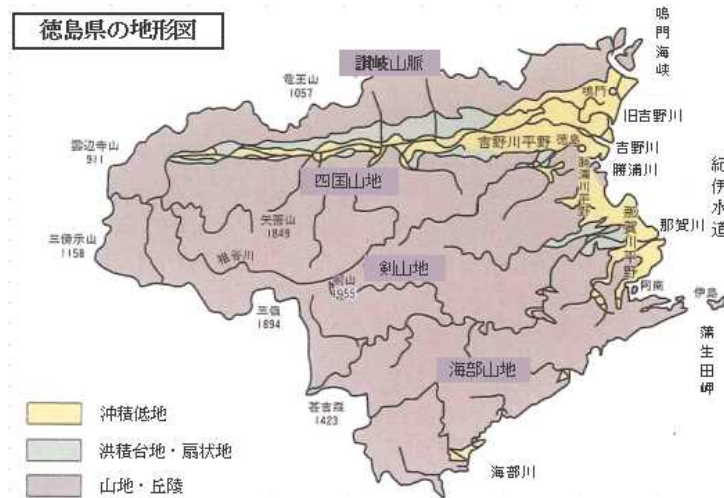 徳島県の地形図
鳴門海峡
讃岐山脈
竜王山
1057
鳴門
旧吉野川
吉野川平野
徳島
吉野川
雲辺寺山
911
勝浦川
紀伊水道
四国山地
勝浦川平野
矢筈山
1849
那賀川平野
那賀川
三傍示山
1158
祖谷川
剣山地
剣山
1955
阿南
伊島
三嶺
1894
蒲生田岬
海部山地
甚吉森
1423
沖積低地
洪積台地・扇状地
山地・丘陵
海部川